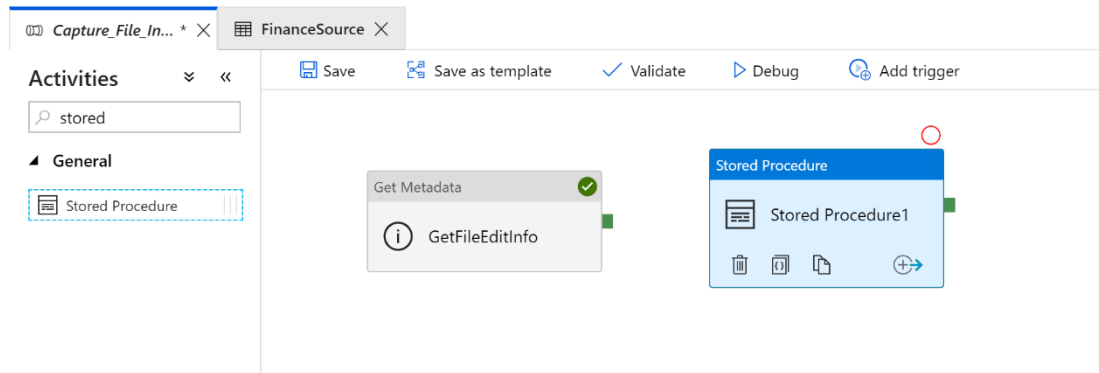 Capture_File_In... *
FinanceSource
Activities
Save
Save as template
Validate
Debug
Add trigger
stored
General
Stored Procedure
Get Metadata
GetFileEditInfo
Stored Procedure
Stored Procedure1